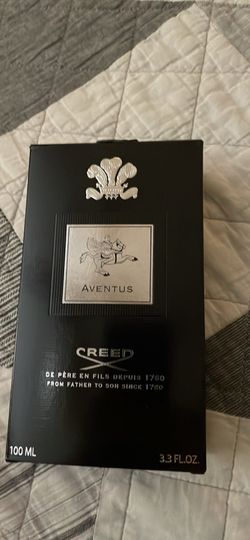 AVENTUS
CREED
DE PÈRE EN FILS DEPUIS 1760
FROM FATHER TO SON SINCE 1760
100 ML
3.3 FL.OZ.